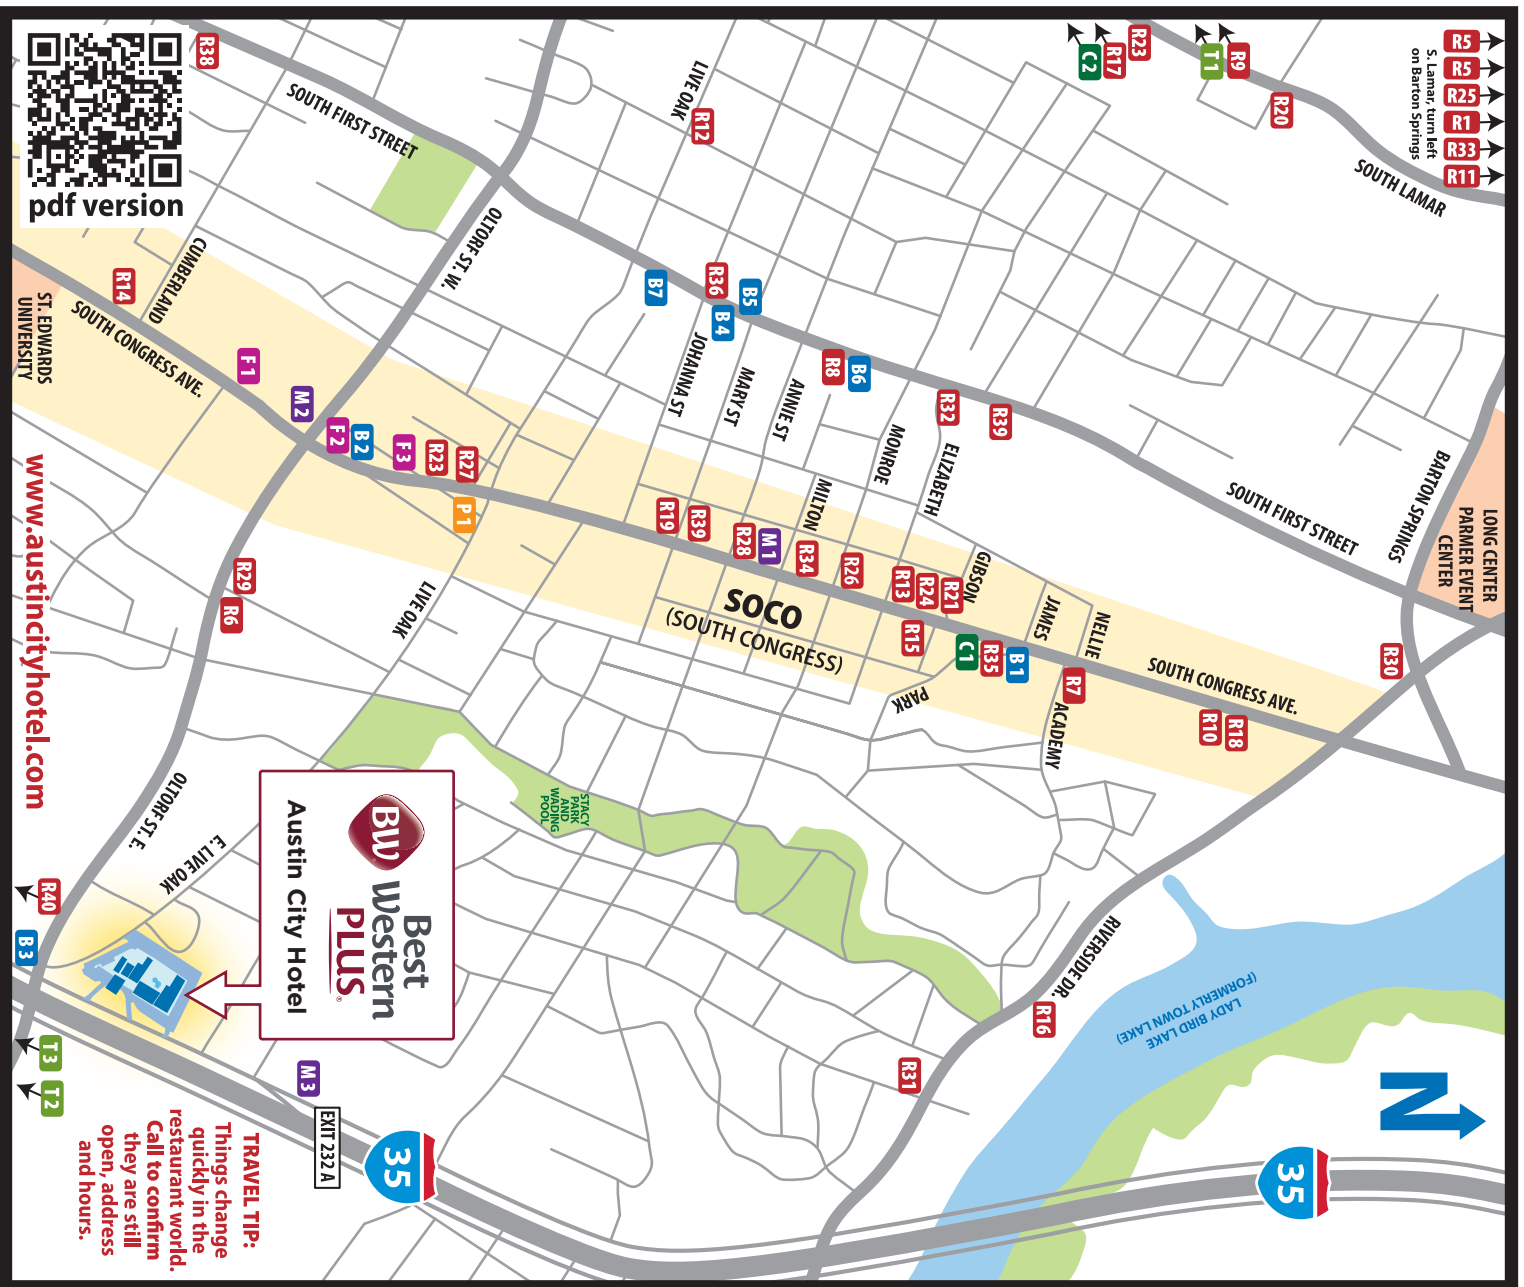 R5
R5
R25
R1
R33
R11
S. Lamar, turn left
on Barton Springs
R23
R17
C2
R9
T1
R20
SOUTH LAMAR
R38
SOUTH FIRST STREET
pdf version
LIVE OAK
R12
OLTORF ST. W.
CUMBERLAND
R14
ST. EDWARDS
UNIVERSITY
SOUTH CONGRESS AVE.
B7
R36
B5
B4
JOHANNA ST
MARY ST
ANNIE ST
R8
B6
R32
R39
MONROE
ELIZABETH
MILTON
F1
M2
F2
B2
F3
R23
R27
P1
R19
R39
R28
M1
R34
R26
R13
R24
R21
GIBSON
JAMES
NELLIE
SOUTH FIRST STREET
BARTON SPRINGS
LONG CENTER
PARMER EVENT
CENTER
SOCO
(SOUTH CONGRESS)
R15
C1
R35
B1
R7
PARK
ACADEMY
SOUTH CONGRESS AVE.
R10
R18
R30
R29
R6
LIVE OAK
www.austincityhotel.com
OLTORF ST. E.
E. LIVE OAK
STACY
PARK
AND
WADING
POOL
BW
Best
Western
PLUS®
Austin City Hotel
R40
B3
T3
T2
M3
EXIT 232 A
35
R31
R16
RIVERSIDE DR.
LADY BIRD LAKE
(FORMERLY TOWN LAKE)
N
35
TRAVEL TIP:
Things change
quickly in the
restaurant world.
Call to confirm
they are still
open, address
and hours.